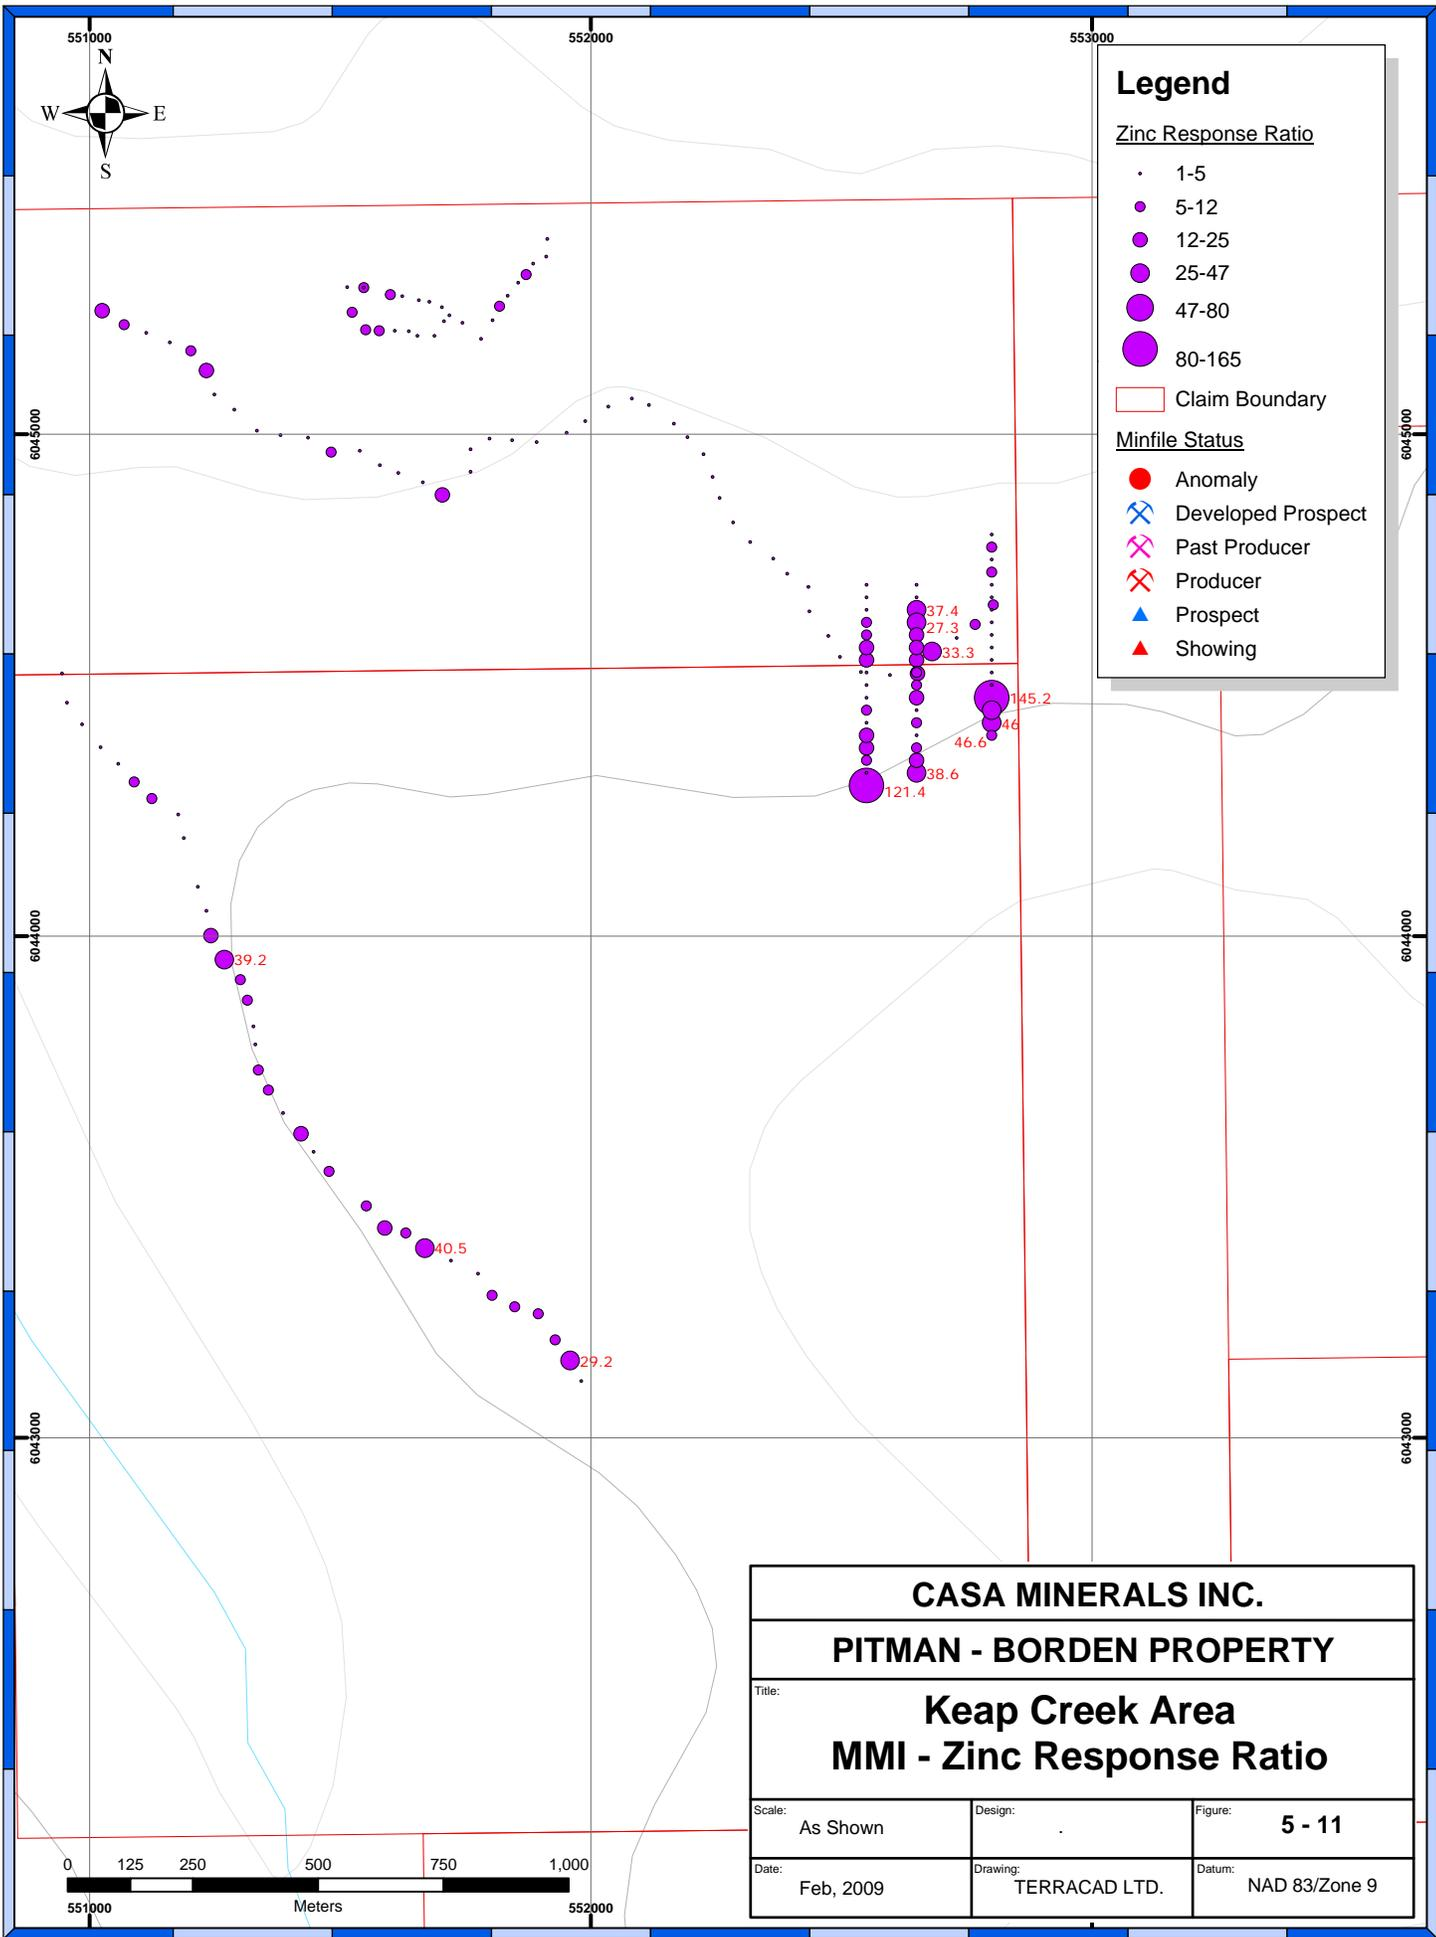 551000
552000
553000
N
W
E
S
Legend
Zinc Response Ratio
1-5
5-12
12-25
25-47
47-80
80-165
Claim Boundary
Minfile Status
Anomaly
Developed Prospect
Past Producer
Producer
Prospect
Showing
6045000
6045000
37.4
27.3
33.3
145.2
46
46.6
38.6
121.4
6044000
6044000
39.2
40.5
29.2
6043000
6043000
CASA MINERALS INC.
PITMAN - BORDEN PROPERTY
Title:
Keap Creek Area
MMI - Zinc Response Ratio
Scale:
As Shown
Design:
.
Figure:
5 - 11
Date:
Feb, 2009
Drawing:
TERRACAD LTD.
Datum:
NAD 83/Zone 9
0 125 250 500 750 1,000
Meters
551000
552000